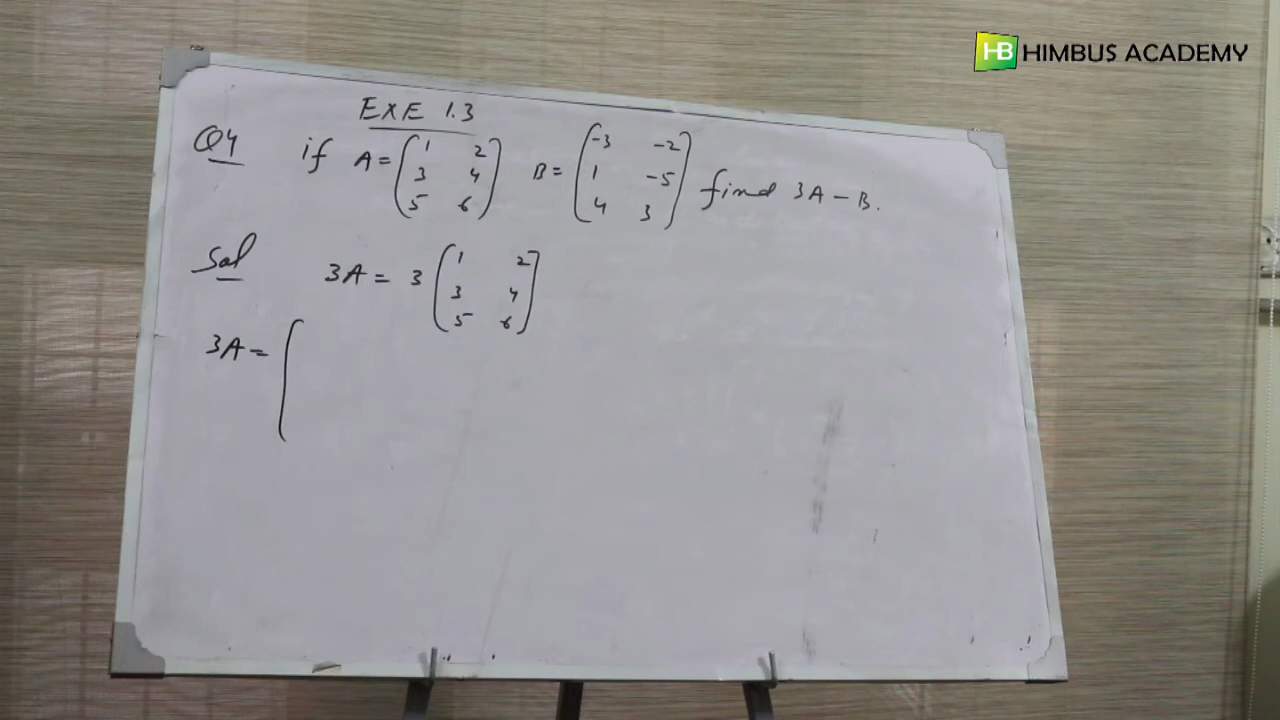 HB HIMBUS ACADEMY
EXE 1.3
Q4 if A = [1 2 B = [-3 -2
3 4 1 -5 find 3A - B.
5 6] 4 3]
Sol 3A = 3 [1 2
3 4
5 6]
3A = [